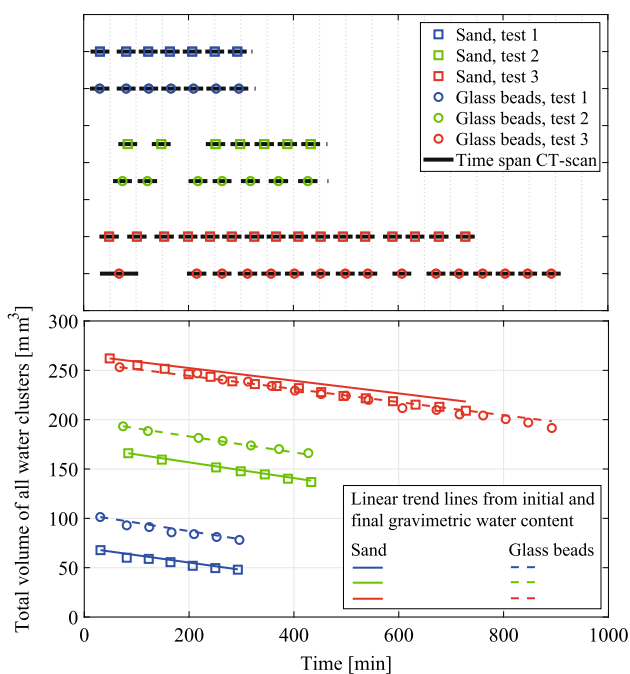 Sand, test 1
Sand, test 2
Sand, test 3
Glass beads, test 1
Glass beads, test 2
Glass beads, test 3
Time span CT-scan
Total volume of all water clusters [mm³]
300
250
200
150
100
50
0
Linear trend lines from initial and
final gravimetric water content
Sand Glass beads
0 200 400 600 800 1000
Time [min]